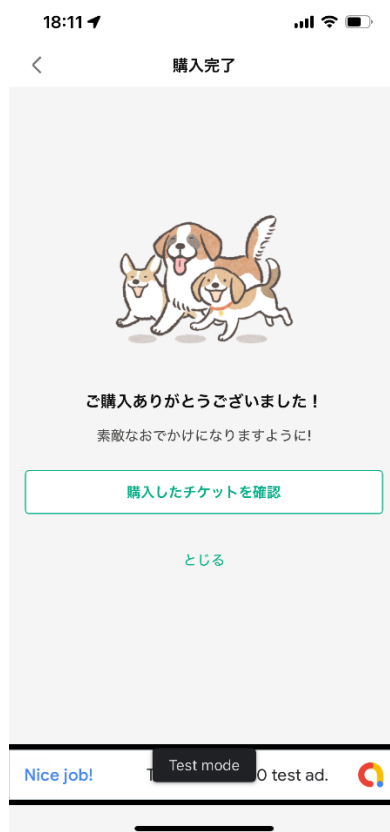 18:11
購入完了
ご購入ありがとうございました！
素敵なおでかけになりますように!
購入したチケットを確認
とじる
Test mode
Nice job!
0 test ad.